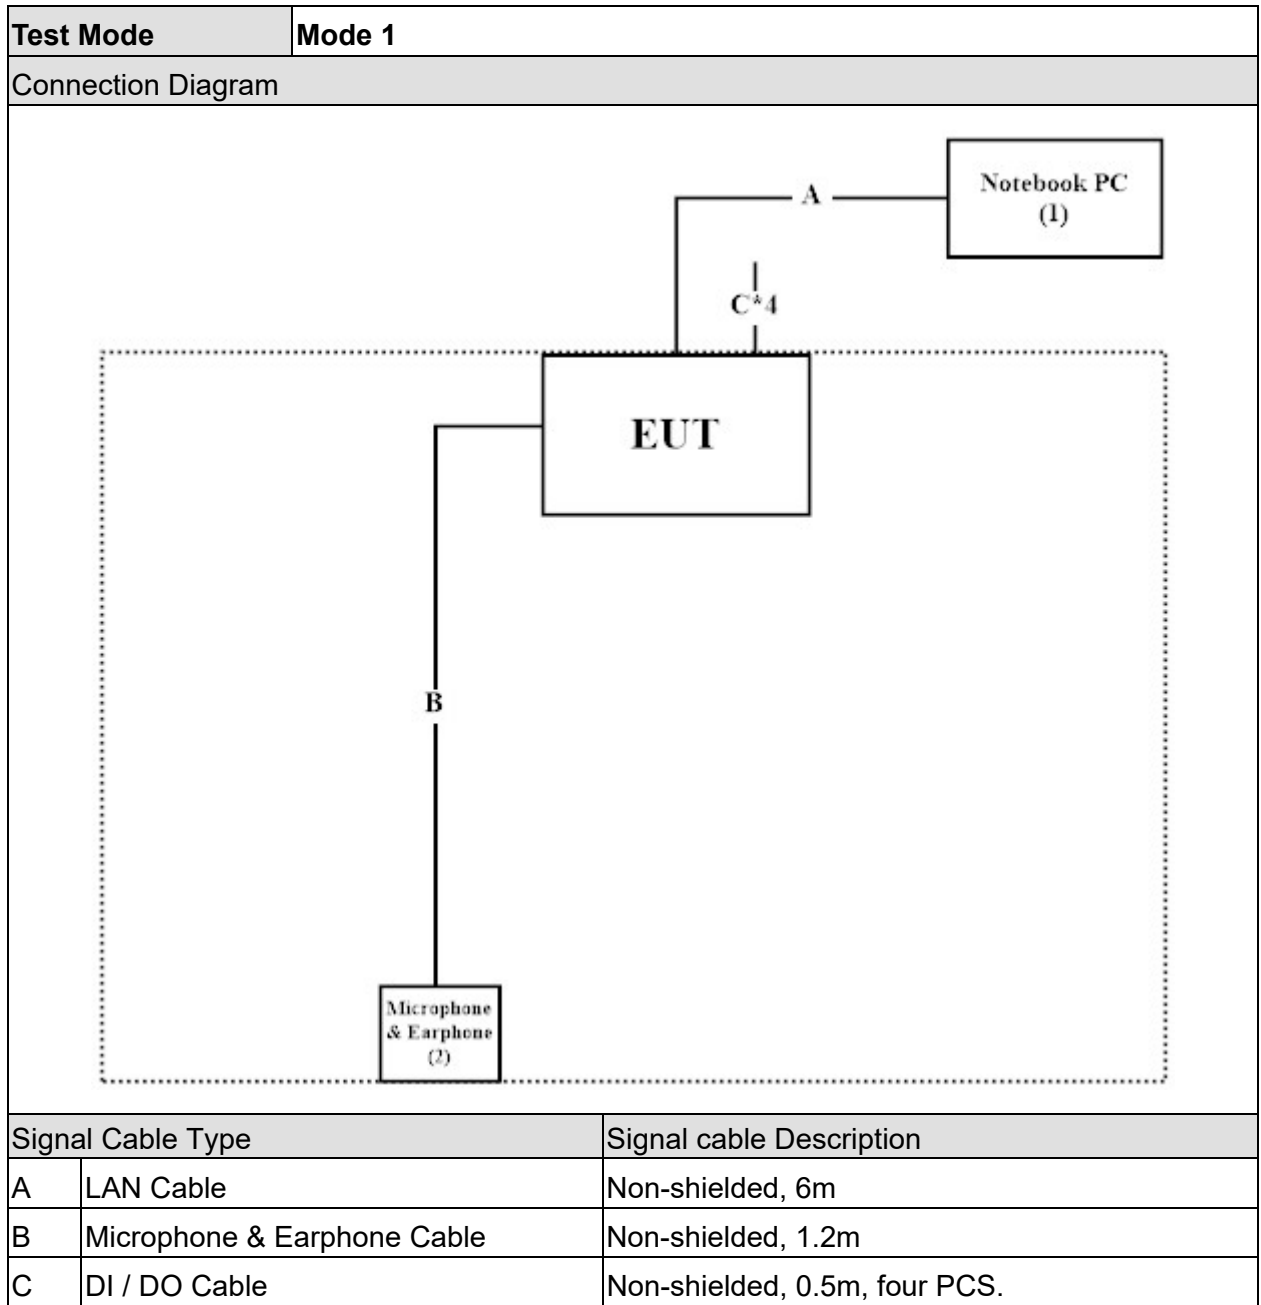 Test Mode Mode 1
Connection Diagram
Notebook PC
(1)
A
C*4
EUT
B
Microphone
& Earphone
(2)
Signal Cable Type Signal cable Description
A LAN Cable Non-shielded, 6m
B Microphone & Earphone Cable Non-shielded, 1.2m
C DI / DO Cable Non-shielded, 0.5m, four PCS.